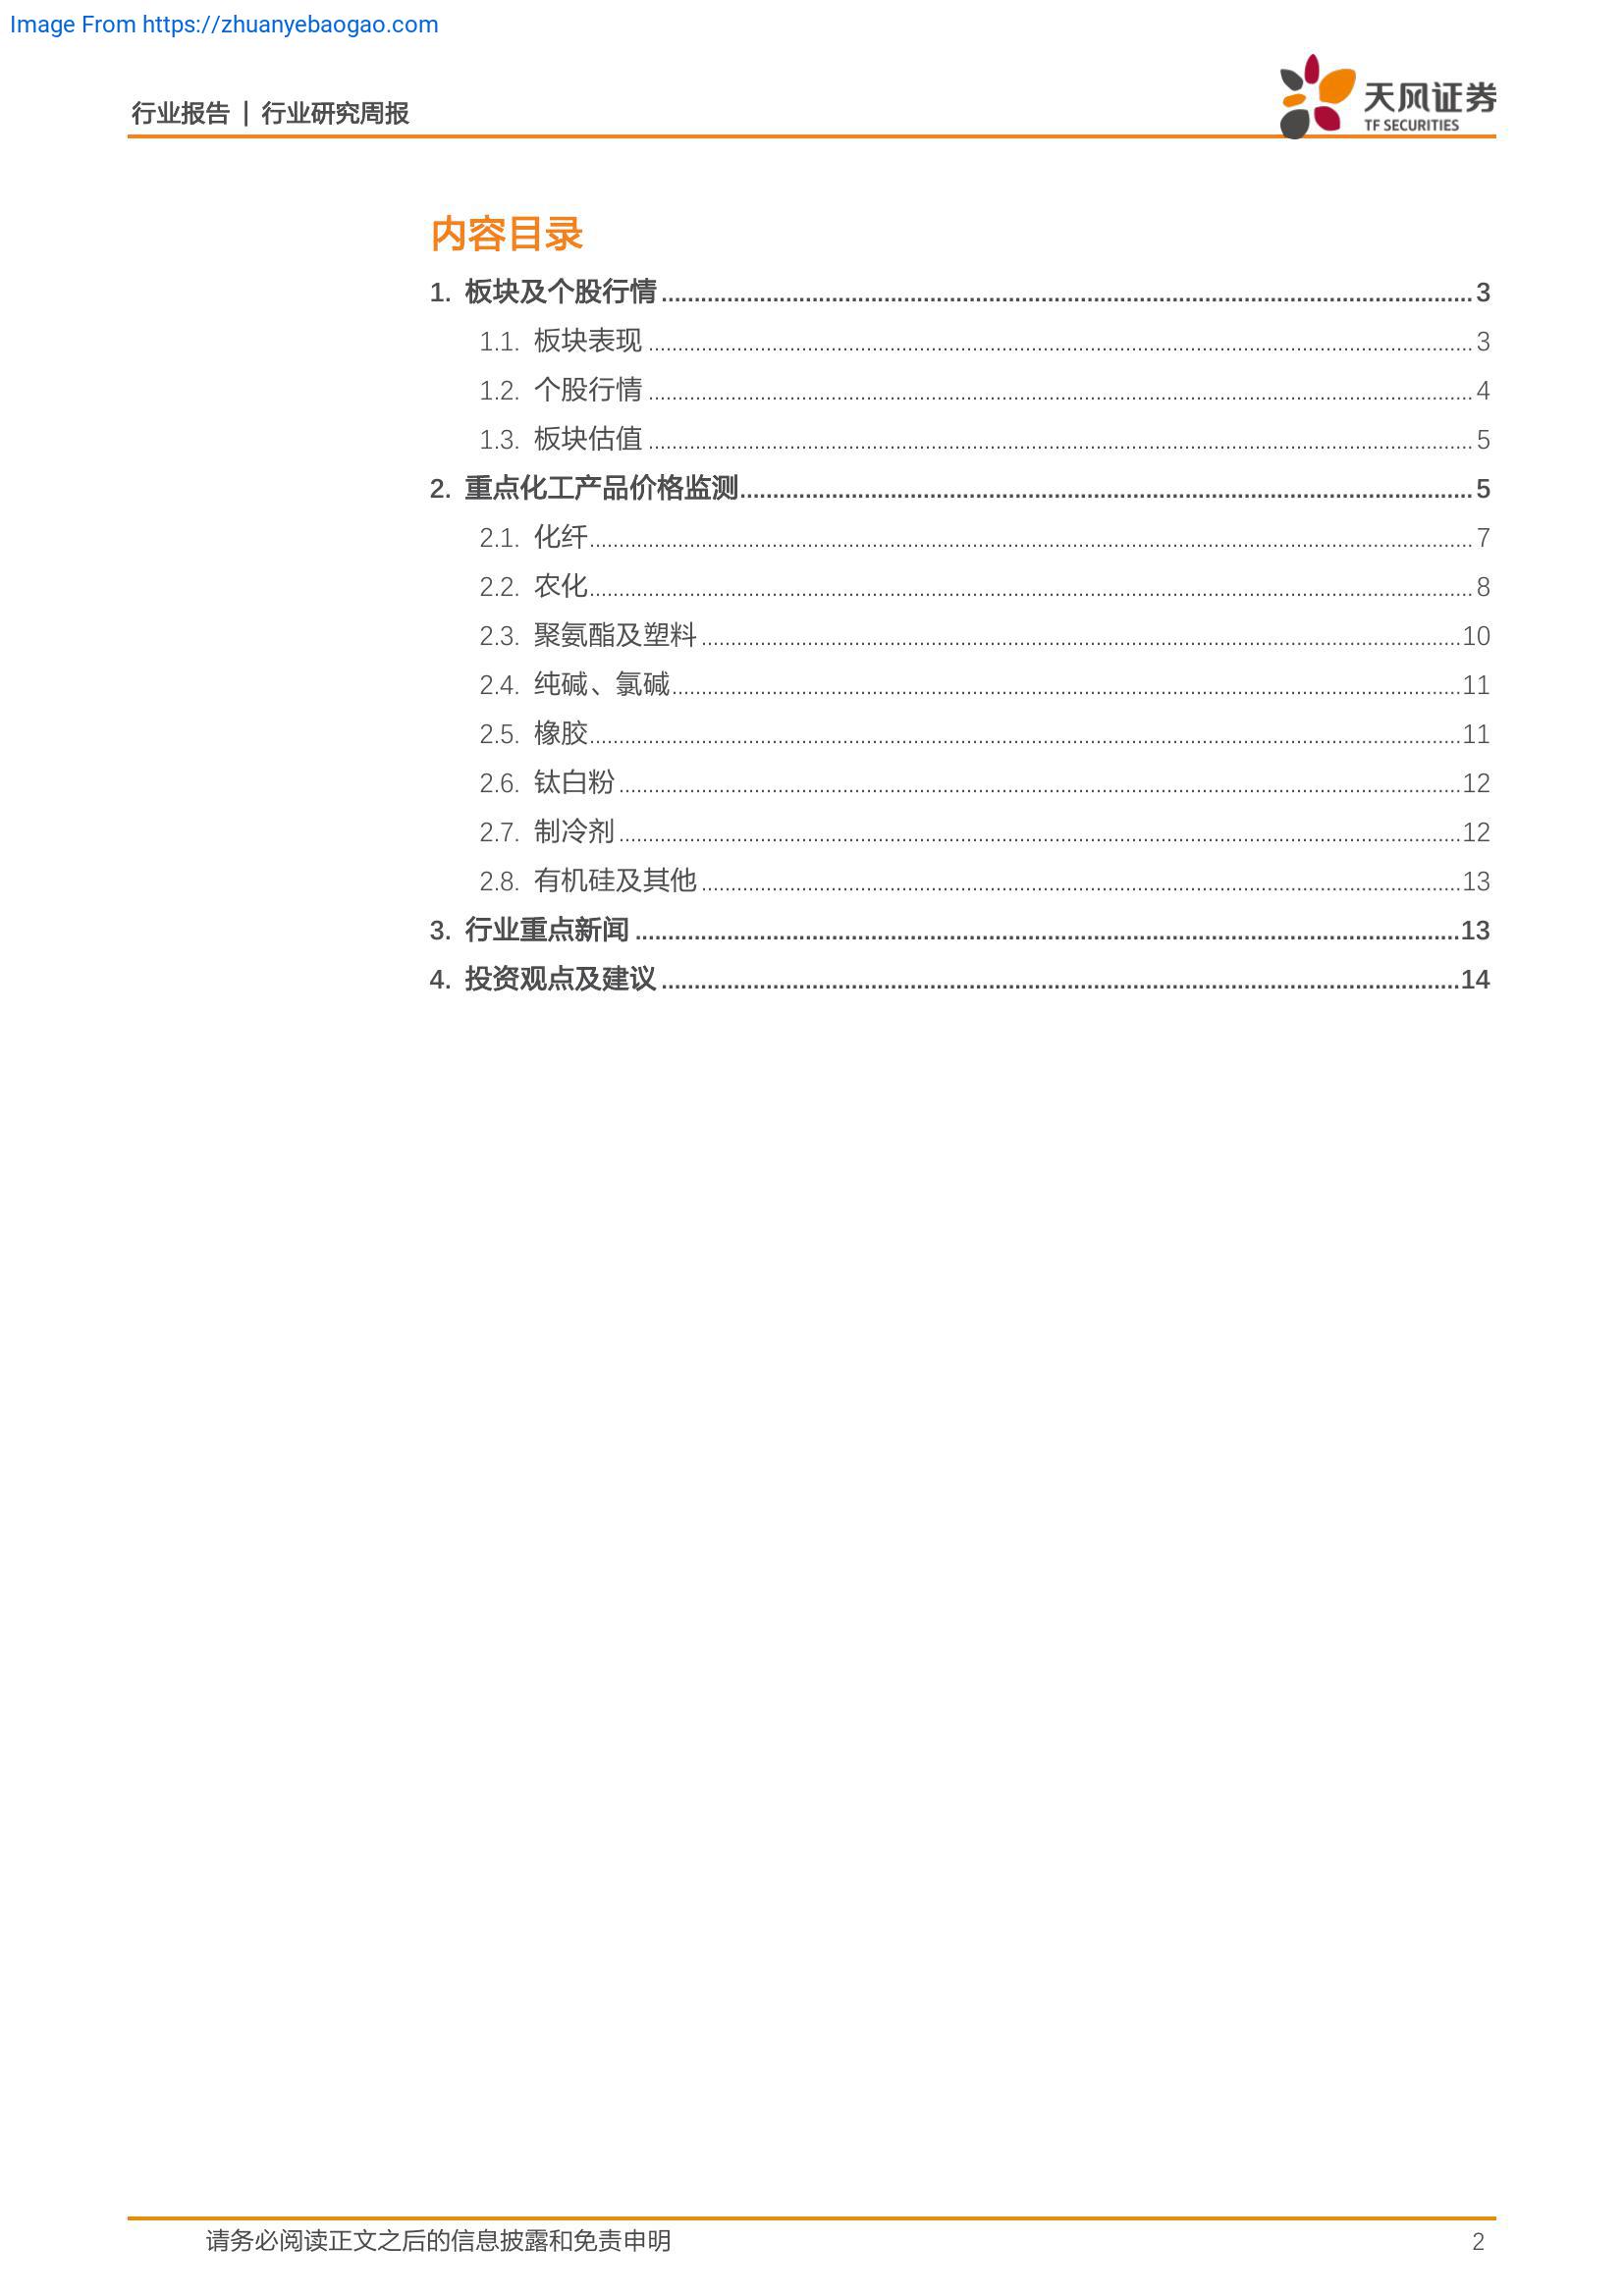 Image From https://zhuanyebaogao.com
行业报告 | 行业研究周报
天风证券
TF SECURITIES
内容目录
1. 板块及个股行情 3
1.1. 板块表现 3
1.2. 个股行情 4
1.3. 板块估值 5
2. 重点化工产品价格监测 5
2.1. 化纤 7
2.2. 农化 8
2.3. 聚氨酯及塑料 10
2.4. 纯碱、氯碱 11
2.5. 橡胶 11
2.6. 钛白粉 12
2.7. 制冷剂 12
2.8. 有机硅及其他 13
3. 行业重点新闻 13
4. 投资观点及建议 14
请务必阅读正文之后的信息披露和免责申明 2